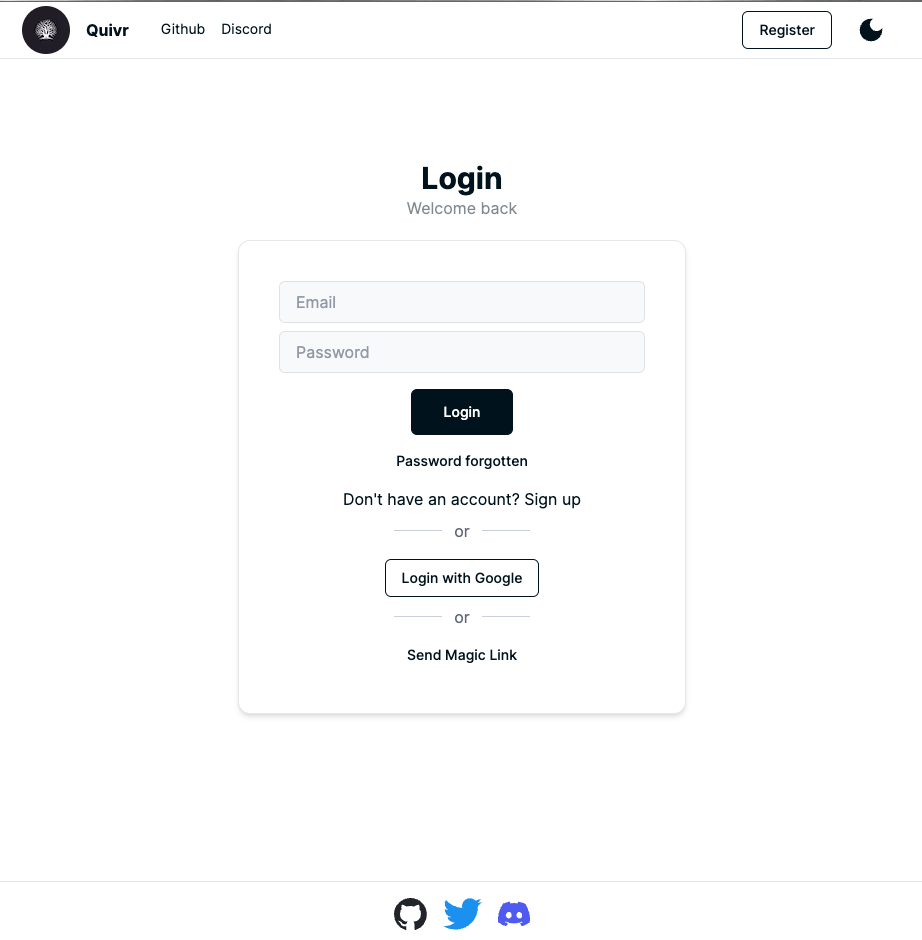 Quivr Github Discord Register
Login
Welcome back
Email
Password
Login
Password forgotten
Don't have an account? Sign up
or
Login with Google
or
Send Magic Link